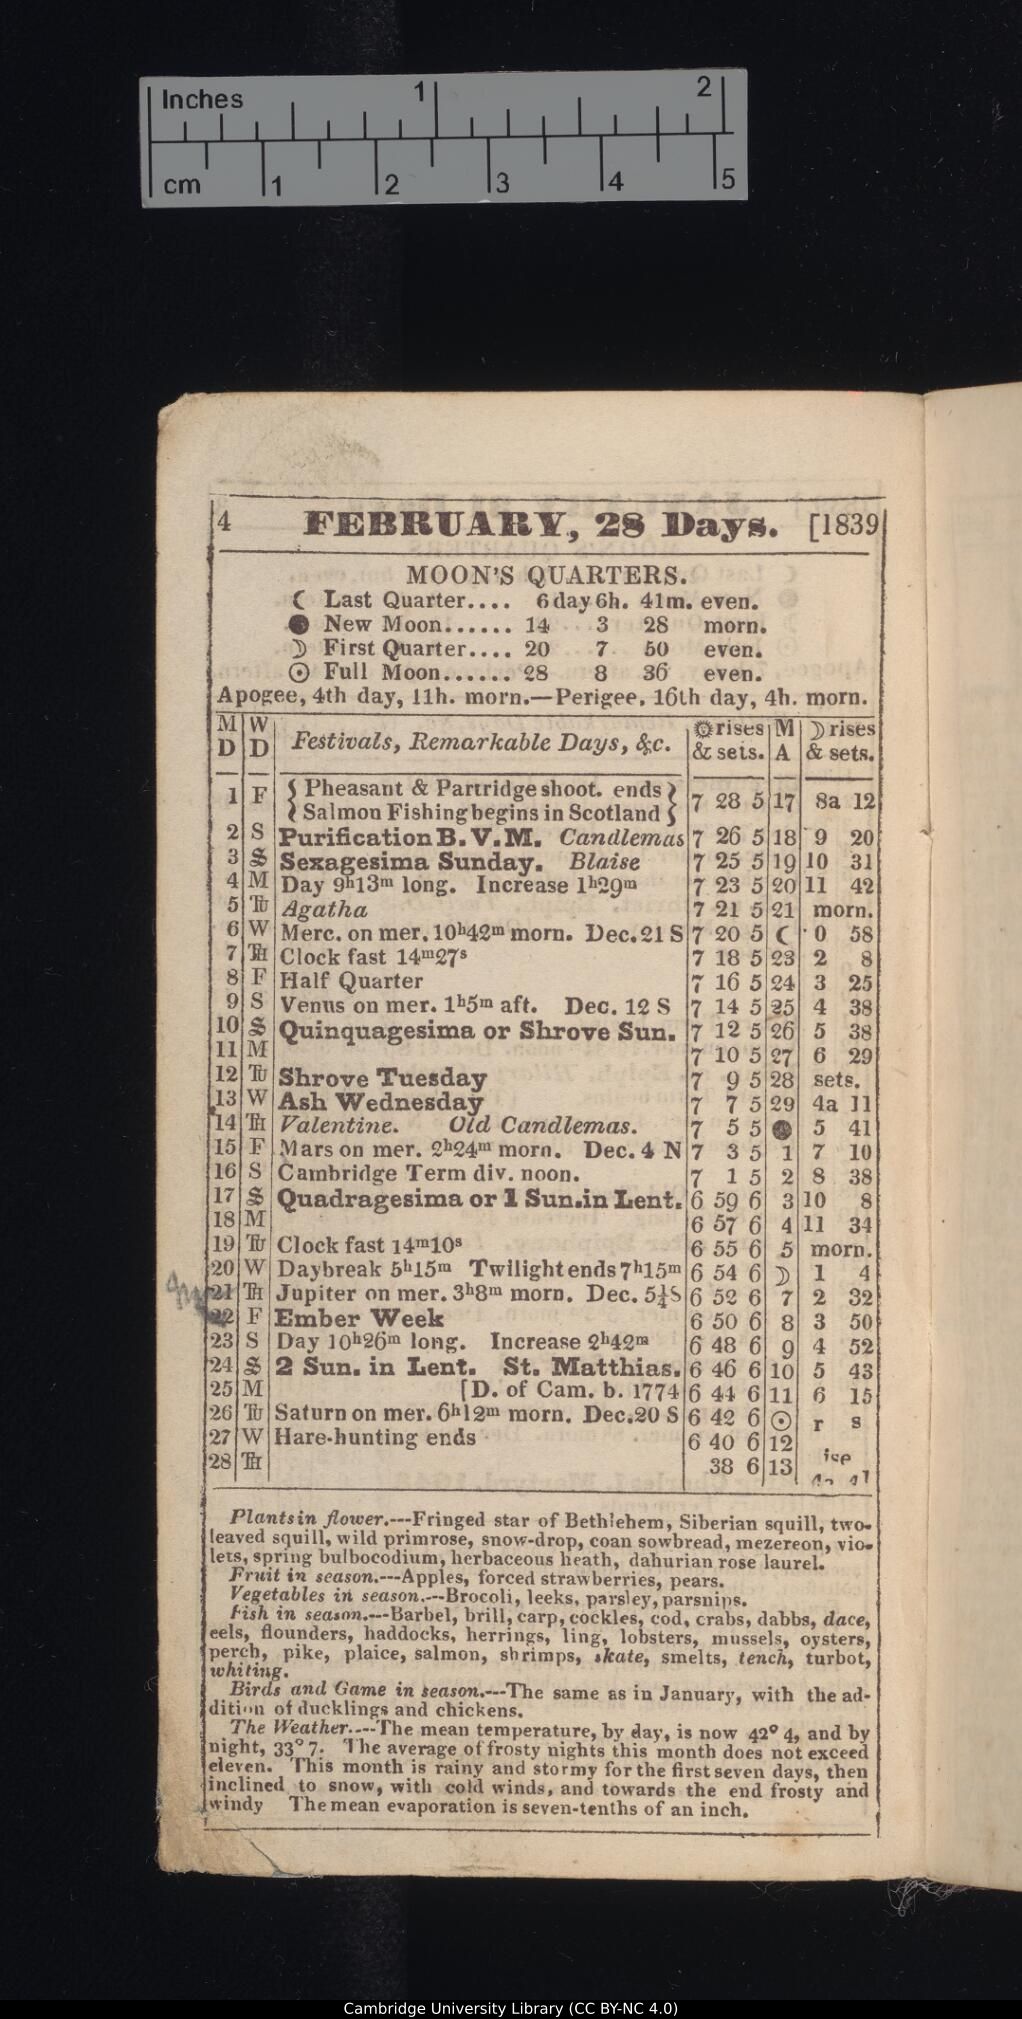 Inches 1 2
cm 1 2 3 4 5
4 FEBRUARY, 28 Days. [1839
MOON'S QUARTERS.
☾ Last Quarter.... 6 day 6h. 41m. even.
● New Moon...... 14 3 28 morn.
☽ First Quarter.... 20 7 50 even.
☉ Full Moon...... 28 8 36 even.
Apogee, 4th day, 11h. morn.—Perigee, 16th day, 4h. morn.
M W Festivals, Remarkable Days, &c. ☼ rises M ☽ rises
D D & sets. A & sets.
1 F { Pheasant & Partridge shoot. ends } 7 28 5 17 8a 12
{ Salmon Fishing begins in Scotland }
2 S Purification B. V. M. Candlemas 7 26 5 18 9 20
3 S Sexagesima Sunday. Blaise 7 25 5 19 10 31
4 M Day 9h13m long. Increase 1h29m 7 23 5 20 11 42
5 Tu Agatha 7 21 5 21 morn.
6 W Merc. on mer. 10h42m morn. Dec. 21 S 7 20 5 ☾ 0 58
7 TH Clock fast 14m27s 7 18 5 23 2 8
8 F Half Quarter 7 16 5 24 3 25
9 S Venus on mer. 1h5m aft. Dec. 12 S 7 14 5 25 4 38
10 S Quinquagesima or Shrove Sun. 7 12 5 26 5 38
11 M 7 10 5 27 6 29
12 Tu Shrove Tuesday 7 9 5 28 sets.
13 W Ash Wednesday 7 7 5 29 4a 11
14 TH Valentine. Old Candlemas. 7 5 5 ● 5 41
15 F Mars on mer. 2h24m morn. Dec. 4 N 7 3 5 1 7 10
16 S Cambridge Term div. noon. 7 1 5 2 8 38
17 S Quadragesima or 1 Sun. in Lent. 6 59 6 3 10 8
18 M 6 57 6 4 11 34
19 Tu Clock fast 14m10s 6 55 6 5 morn.
20 W Daybreak 5h15m Twilight ends 7h15m 6 54 6 ☽ 1 4
21 TH Jupiter on mer. 3h8m morn. Dec. 5¼S 6 52 6 7 2 32
22 F Ember Week 6 50 6 8 3 50
23 S Day 10h26m long. Increase 2h42m 6 48 6 9 4 52
24 S 2 Sun. in Lent. St. Matthias. 6 46 6 10 5 43
25 M [D. of Cam. b. 1774 6 44 6 11 6 15
26 Tu Saturn on mer. 6h12m morn. Dec. 20 S 6 42 6 ☉ r s
27 W Hare-hunting ends 6 40 6 12
28 TH 38 6 13
Plants in flower.---Fringed star of Bethlehem, Siberian squill, two-
leaved squill, wild primrose, snow-drop, coan sowbread, mezereon, vio-
lets, spring bulbocodium, herbaceous heath, dahurian rose laurel.
Fruit in season.---Apples, forced strawberries, pears.
Vegetables in season.---Brocoli, leeks, parsley, parsnips.
Fish in season.---Barbel, brill, carp, cockles, cod, crabs, dabbs, dace,
eels, flounders, haddocks, herrings, ling, lobsters, mussels, oysters,
perch, pike, plaice, salmon, shrimps, skate, smelts, tench, turbot,
whiting.
Birds and Game in season.---The same as in January, with the ad-
dition of ducklings and chickens.
The Weather.---The mean temperature, by day, is now 42° 4, and by
night, 33° 7. The average of frosty nights this month does not exceed
eleven. This month is rainy and stormy for the first seven days, then
inclined to snow, with cold winds, and towards the end frosty and
windy The mean evaporation is seven-tenths of an inch.
Cambridge University Library (CC BY-NC 4.0)